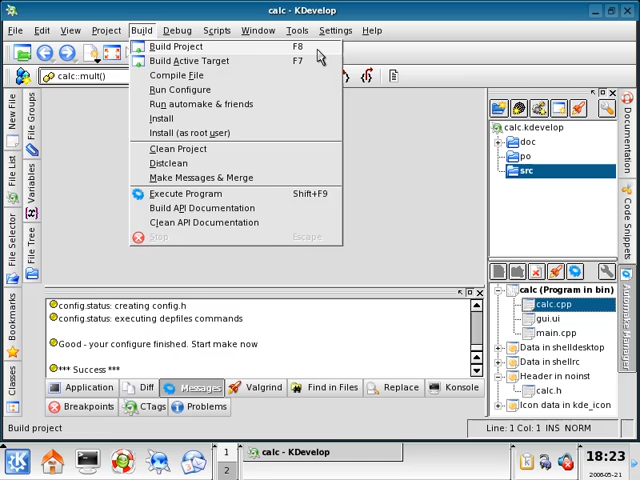 calc - KDevelop
File Edit View Project Build Debug Scripts Window Tools Settings Help
Build Project F8
Build Active Target F7
Compile File
Run Configure
Run automake & friends
Install
Install (as root user)
Clean Project
Distclean
Make Messages & Merge
Execute Program Shift+F9
Build API Documentation
Clean API Documentation
Stop Escape
calc::mult()
New File
File List
File Selector
Bookmarks
Classes
File Groups
Variables
File Tree
calc.kdevelop
doc
po
src
calc (Program in bin)
calc.cpp
gui.ui
main.cpp
Data in shelldesktop
Data in shellrc
Header in noinst
calc.h
Icon data in kde_icon
Documentation
Code Snippets
Automake Manager
config.status: creating config.h
config.status: executing depfiles commands
Good - your configure finished. Start make now
*** Success ***
Application Diff Messages Valgrind Find in Files Replace Konsole
Breakpoints CTags Problems
Build project
Line: 1 Col: 1 INS NORM
1
2
calc - KDevelop
18:23
2006-05-21